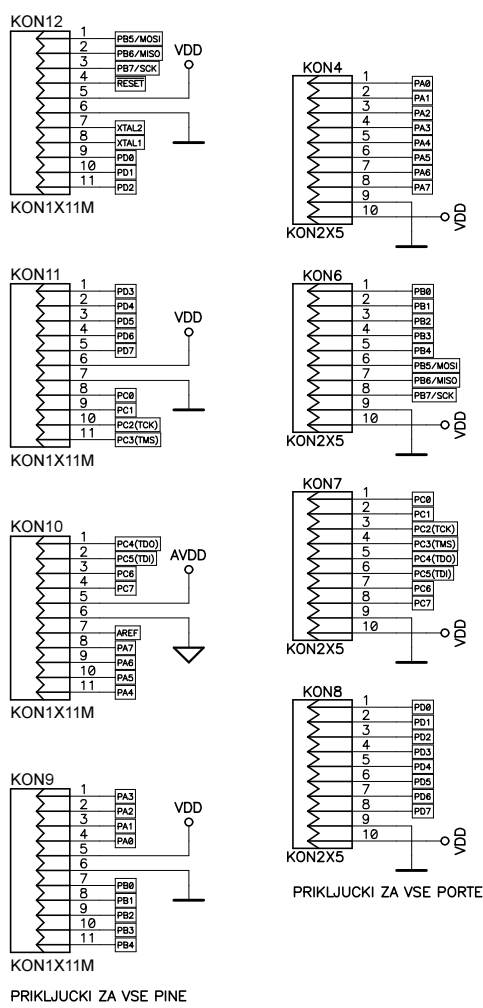 KON12
1 PB5/MOSI
2 PB6/MISO
3 PB7/SCK
4 RESET
5 VDD
6
7 XTAL2
8 XTAL1
9 PD0
10 PD1
11 PD2
KON1X11M
KON11
1 PD3
2 PD4
3 PD5
4 PD6
5 PD7
6 VDD
7
8 PC0
9 PC1
10 PC2(TCK)
11 PC3(TMS)
KON1X11M
KON10
1 PC4(TDO)
2 PC5(TDI)
3 PC6
4 PC7
5 AVDD
6
7 AREF
8 PA7
9 PA6
10 PA5
11 PA4
KON1X11M
KON9
1 PA3
2 PA2
3 PA1
4 PA0
5 VDD
6
7 PB0
8 PB1
9 PB2
10 PB3
11 PB4
KON1X11M
PRIKLJUCKI ZA VSE PINE
KON4
1 PA0
2 PA1
3 PA2
4 PA3
5 PA4
6 PA5
7 PA6
8 PA7
9
10 VDD
KON2X5
KON6
1 PB0
2 PB1
3 PB2
4 PB3
5 PB4
6 PB5/MOSI
7 PB6/MISO
8 PB7/SCK
9
10 VDD
KON2X5
KON7
1 PC0
2 PC1
3 PC2(TCK)
4 PC3(TMS)
5 PC4(TDO)
6 PC5(TDI)
7 PC6
8 PC7
9
10 VDD
KON2X5
KON8
1 PD0
2 PD1
3 PD2
4 PD3
5 PD4
6 PD5
7 PD6
8 PD7
9
10 VDD
KON2X5
PRIKLJUCKI ZA VSE PORTE